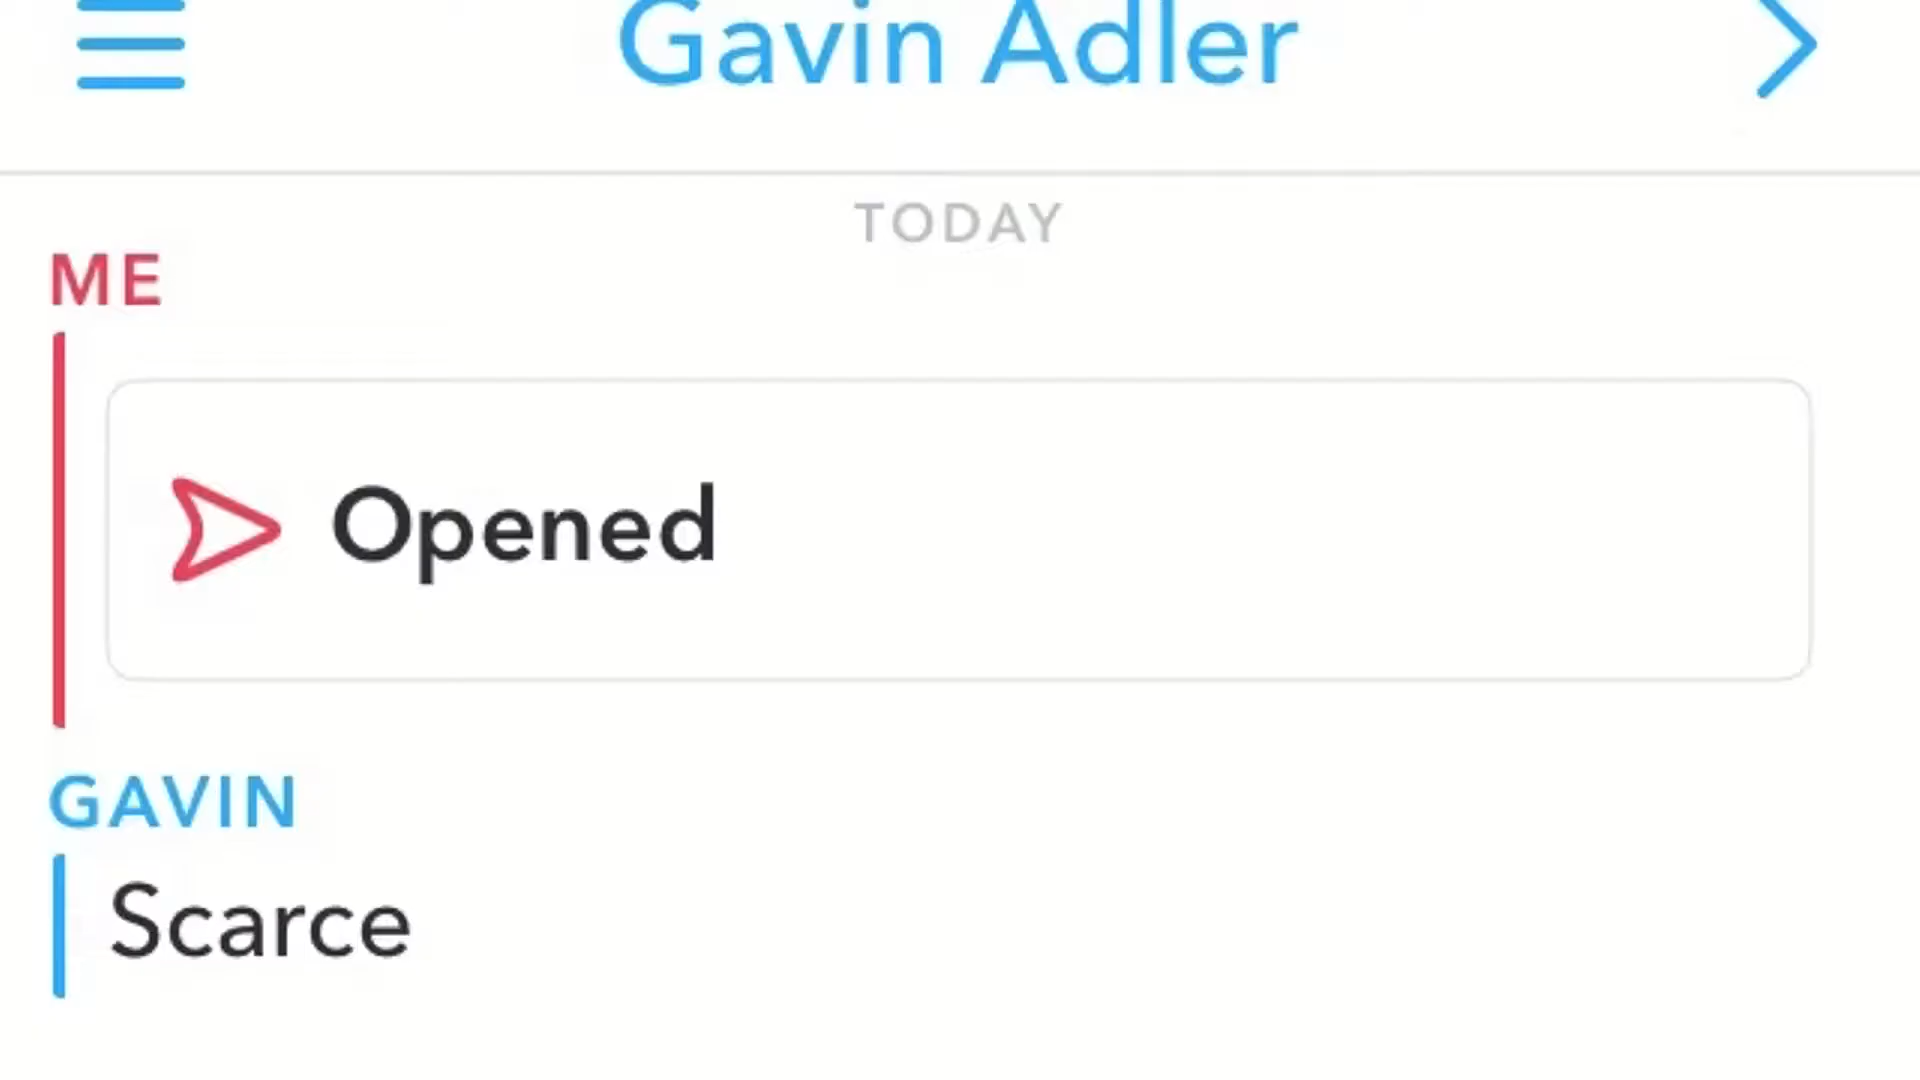 Gavin Adler
TODAY
ME
Opened
GAVIN
Scarce